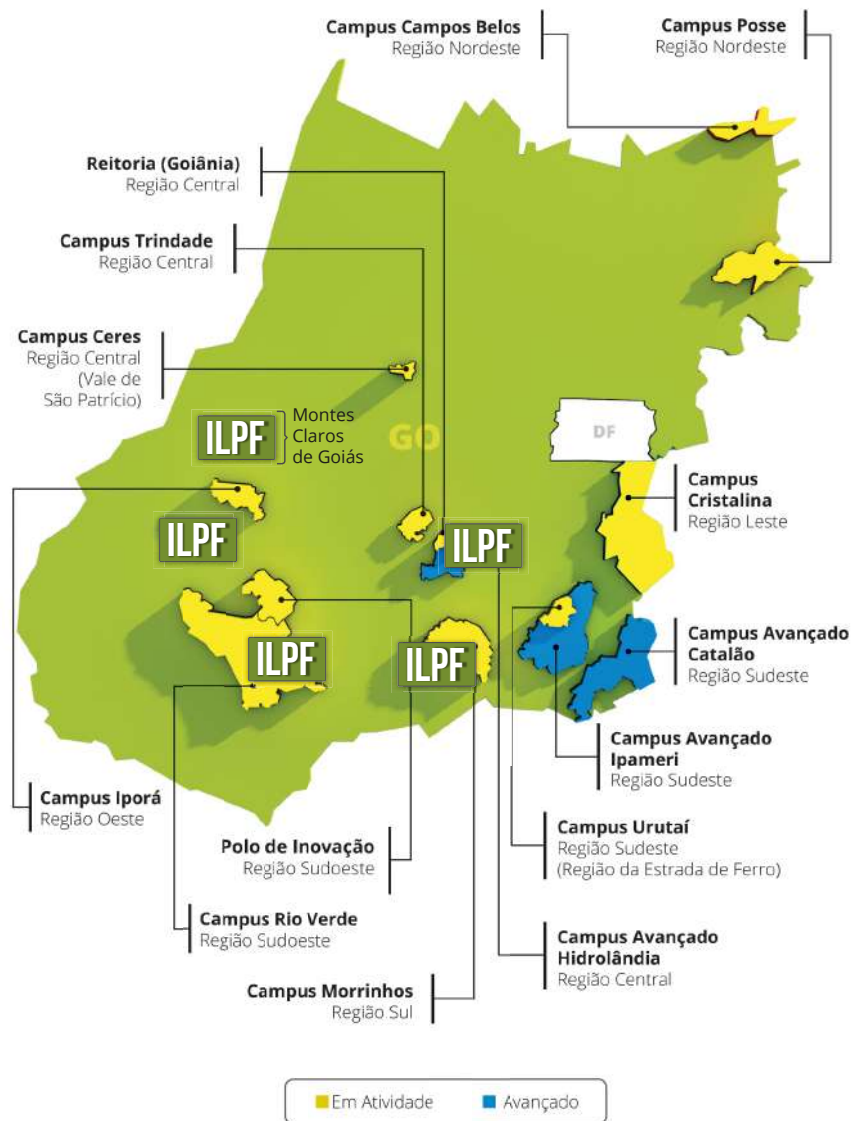 Campus Campos Belos
Região Nordeste
Campus Posse
Região Nordeste
Reitoria (Goiânia)
Região Central
Campus Trindade
Região Central
Campus Ceres
Região Central
(Vale de
São Patrício)
ILPF
Montes
Claros
de Goiás
GO
DF
Campus
Cristalina
Região Leste
ILPF
ILPF
ILPF
ILPF
Campus Avançado
Catalão
Região Sudeste
Campus Avançado
Ipameri
Região Sudeste
Campus Iporá
Região Oeste
Polo de Inovação
Região Sudoeste
Campus Urutaí
Região Sudeste
(Região da Estrada de Ferro)
Campus Rio Verde
Região Sudoeste
Campus Avançado
Hidrolândia
Região Central
Campus Morrinhos
Região Sul
Em Atividade
Avançado